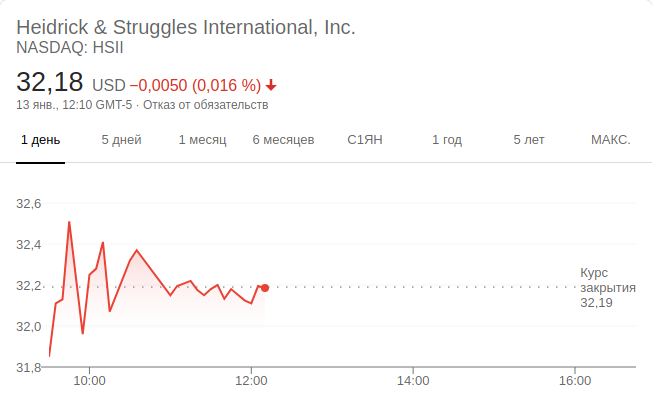 Heidrick & Struggles International, Inc.
NASDAQ: HSII
32,18 USD −0,0050 (0,016 %)
13 янв., 12:10 GMT-5 · Отказ от обязательств
1 день 5 дней 1 месяц 6 месяцев С1ЯН 1 год 5 лет МАКС.
32,6
32,4
32,2
32,0
31,8
Курс
закрытия
32,19
10:00 12:00 14:00 16:00